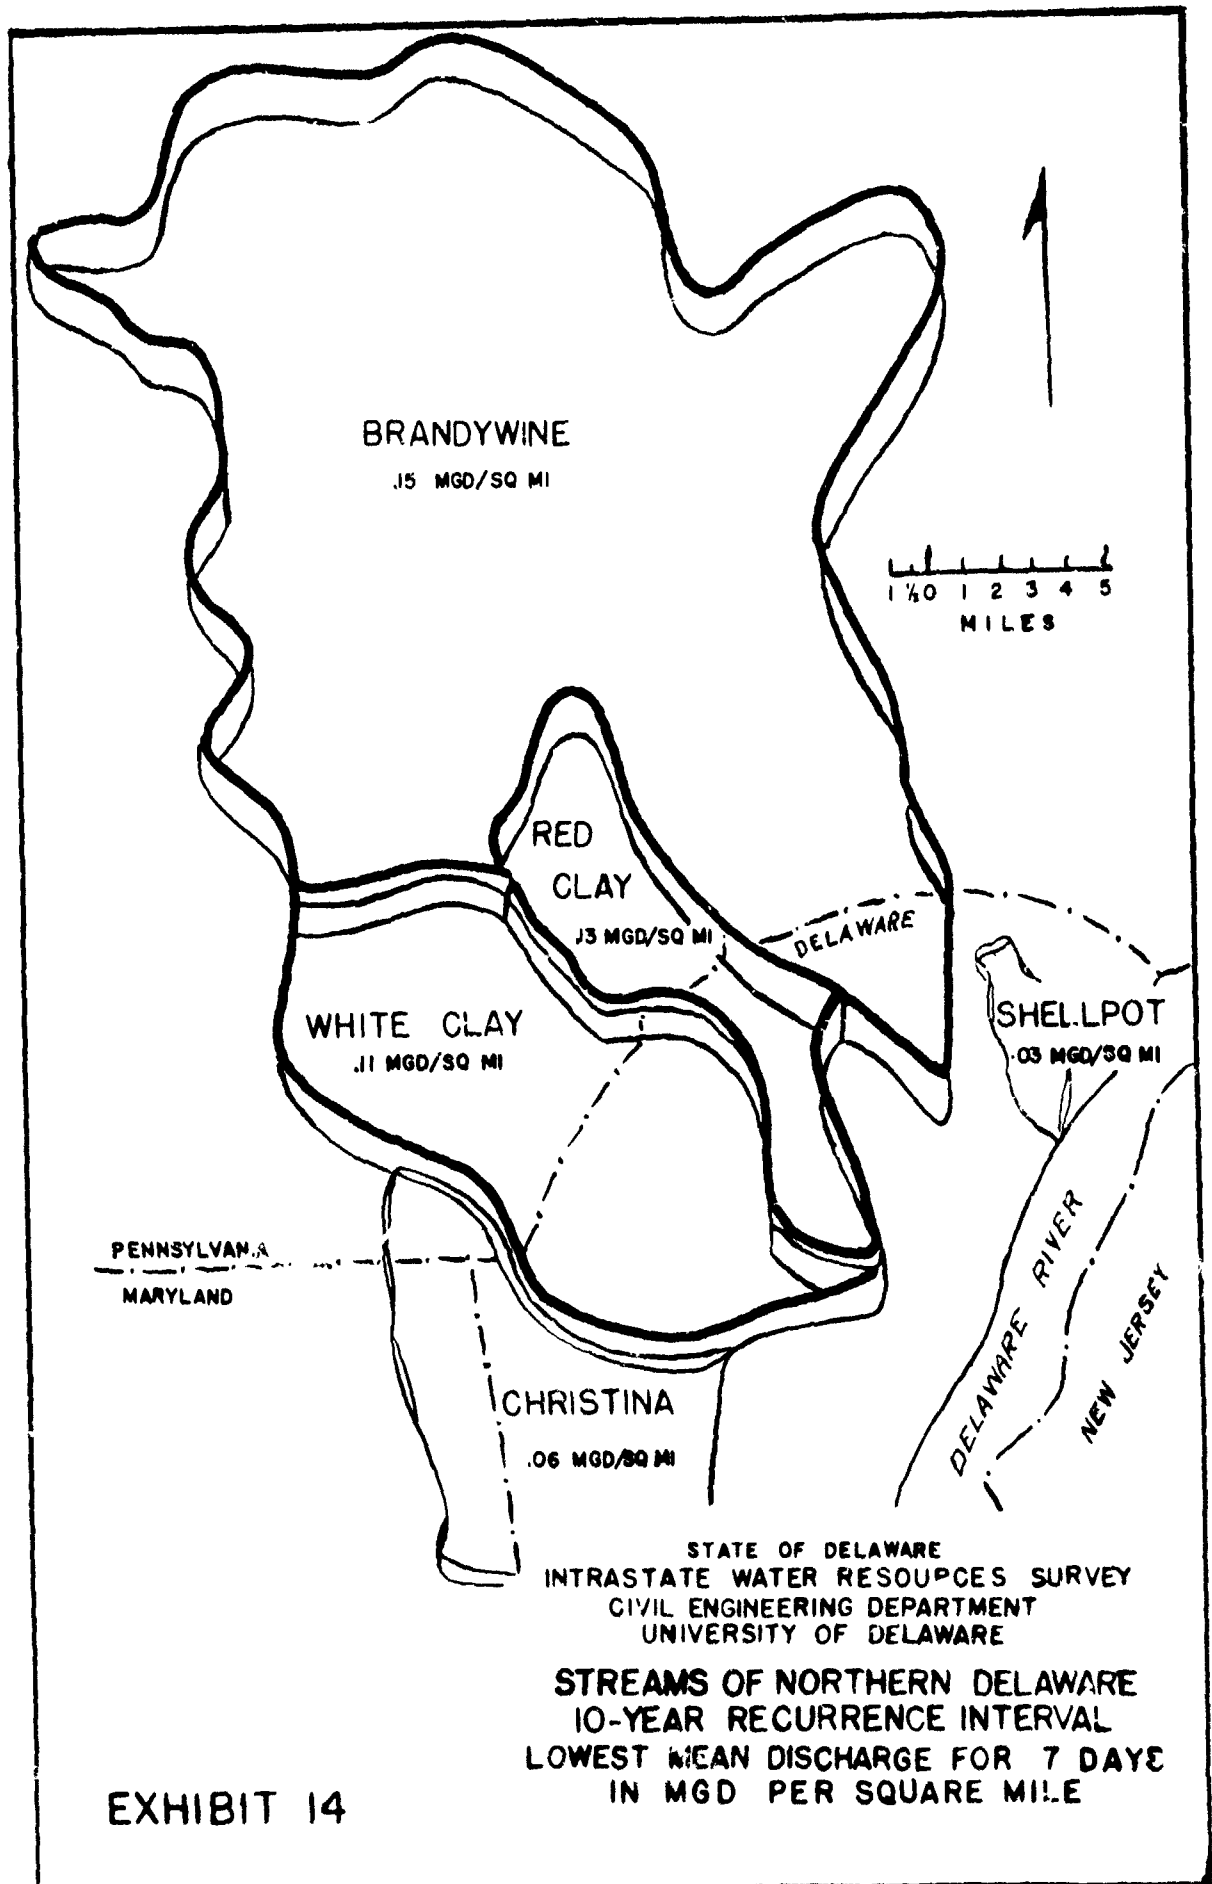 BRANDYWINE
.15 MGD/SQ MI
1 ½ 0 1 2 3 4 5
MILES
RED
CLAY
.13 MGD/SQ MI
DELAWARE
WHITE CLAY
.11 MGD/SQ MI
SHELLPOT
.03 MGD/SQ MI
PENNSYLVANIA
MARYLAND
DELAWARE RIVER
NEW JERSEY
CHRISTINA
.06 MGD/SQ MI
STATE OF DELAWARE
INTRASTATE WATER RESOURCES SURVEY
CIVIL ENGINEERING DEPARTMENT
UNIVERSITY OF DELAWARE
STREAMS OF NORTHERN DELAWARE
10-YEAR RECURRENCE INTERVAL
LOWEST MEAN DISCHARGE FOR 7 DAYS
IN MGD PER SQUARE MILE
EXHIBIT 14